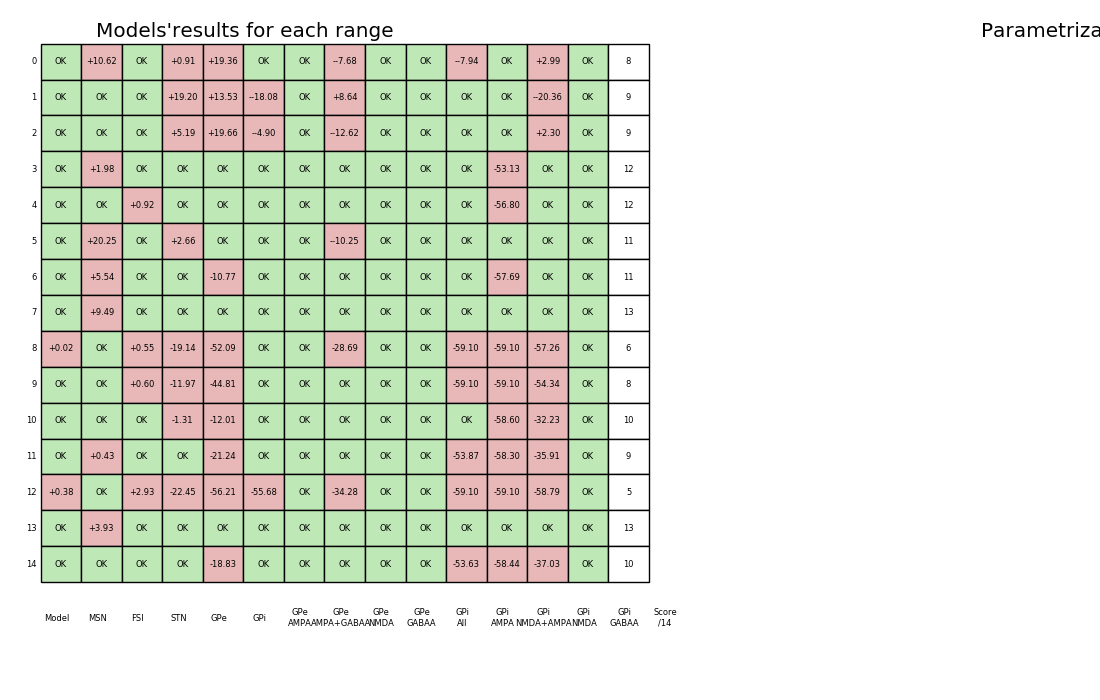 Models'results for each range
Parametriza
0 OK +10.62 OK +0.91 +19.36 OK OK --7.68 OK OK --7.94 OK +2.99 OK 8
1 OK OK OK +19.20 +13.53 --18.08 OK +8.64 OK OK OK OK --20.36 OK 9
2 OK OK OK +5.19 +19.66 --4.90 OK --12.62 OK OK OK OK +2.30 OK 9
3 OK +1.98 OK OK OK OK OK OK OK OK OK -53.13 OK OK 12
4 OK OK +0.92 OK OK OK OK OK OK OK OK -56.80 OK OK 12
5 OK +20.25 OK +2.66 OK OK OK --10.25 OK OK OK OK OK OK 11
6 OK +5.54 OK OK -10.77 OK OK OK OK OK OK -57.69 OK OK 11
7 OK +9.49 OK OK OK OK OK OK OK OK OK OK OK OK 13
8 +0.02 OK +0.55 -19.14 -52.09 OK OK -28.69 OK OK -59.10 -59.10 -57.26 OK 6
9 OK OK +0.60 -11.97 -44.81 OK OK OK OK OK -59.10 -59.10 -54.34 OK 8
10 OK OK OK -1.31 -12.01 OK OK OK OK OK OK -58.60 -32.23 OK 10
11 OK +0.43 OK OK -21.24 OK OK OK OK OK -53.87 -58.30 -35.91 OK 9
12 +0.38 OK +2.93 -22.45 -56.21 -55.68 OK -34.28 OK OK -59.10 -59.10 -58.79 OK 5
13 OK +3.93 OK OK OK OK OK OK OK OK OK OK OK OK 13
14 OK OK OK OK -18.83 OK OK OK OK OK -53.63 -58.44 -37.03 OK 10
GPe GPe GPe GPe GPi GPi GPi GPi GPi Score
Model MSN FSI STN GPe GPi
AMPA AMPA+GABAA NMDA GABAA All AMPA NMDA+AMPA NMDA GABAA /14